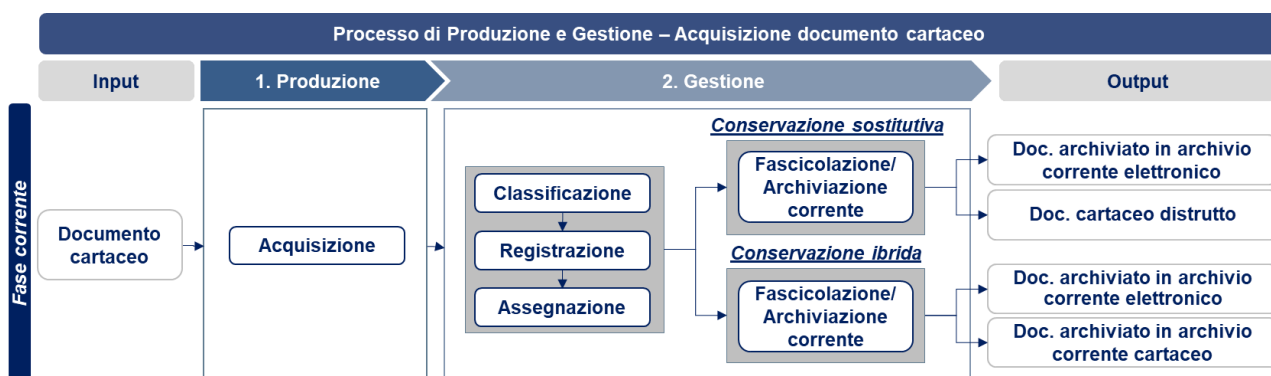 Processo di Produzione e Gestione – Acquisizione documento cartaceo
Input
1. Produzione
2. Gestione
Output
Fase corrente
Documento
cartaceo
Acquisizione
Classificazione
Registrazione
Assegnazione
Conservazione sostitutiva
Fascicolazione/
Archiviazione
corrente
Conservazione ibrida
Fascicolazione/
Archiviazione
corrente
Doc. archiviato in archivio
corrente elettronico
Doc. cartaceo distrutto
Doc. archiviato in archivio
corrente elettronico
Doc. archiviato in archivio
corrente cartaceo